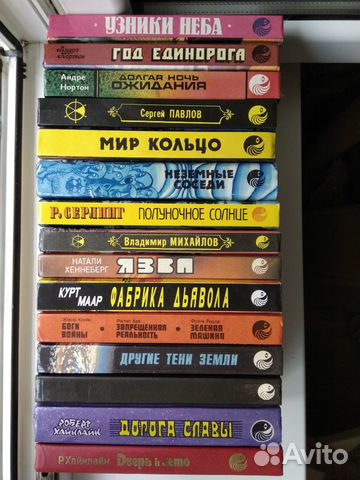 УЗНИКИ НЕБА
Андрэ Нортон
ГОД ЕДИНОРОГА
Андре Нортон
ДОЛГАЯ НОЧЬ ОЖИДАНИЯ
Сергей ПАВЛОВ
МИР КОЛЬЦО
НЕЗЕМНЫЕ СОСЕДИ
Р. СЕРЛИНГ ПОЛУНОЧНОЕ СОЛНЦЕ
Владимир МИХАЙЛОВ
НАТАЛИ ХЕННЕБЕРГ
ЯЗВА
КУРТ МААР
ФАБРИКА ДЬЯВОЛА
БОГИ ВОЙНЫ
ЗАПРЕЩЕННАЯ РЕАЛЬНОСТЬ
ЗЕЛЕНАЯ МАШИНА
ДРУГИЕ ТЕНИ ЗЕМЛИ
РОБЕРТ ХАЙНЛАЙН
ДОРОГА СЛАВЫ
Р. Хайнлайн Дверь в лето
Avito